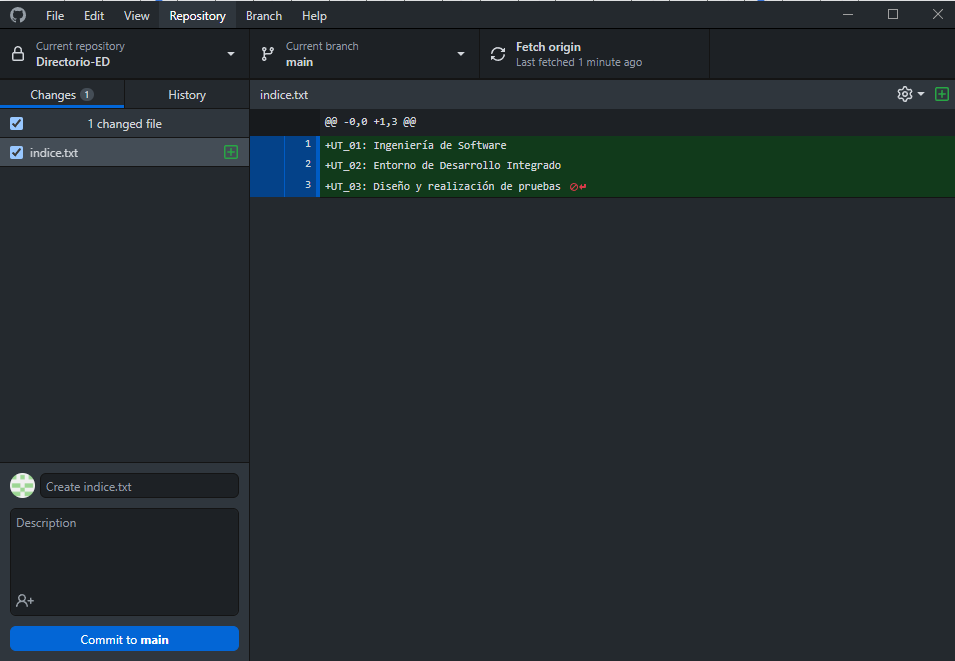 File Edit View Repository Branch Help
Current repository
Directorio-ED
Current branch
main
Fetch origin
Last fetched 1 minute ago
Changes 1
History
indice.txt
1 changed file
indice.txt
@@ -0,0 +1,3 @@
1 +UT_01: Ingeniería de Software
2 +UT_02: Entorno de Desarrollo Integrado
3 +UT_03: Diseño y realización de pruebas
Create indice.txt
Description
Commit to main